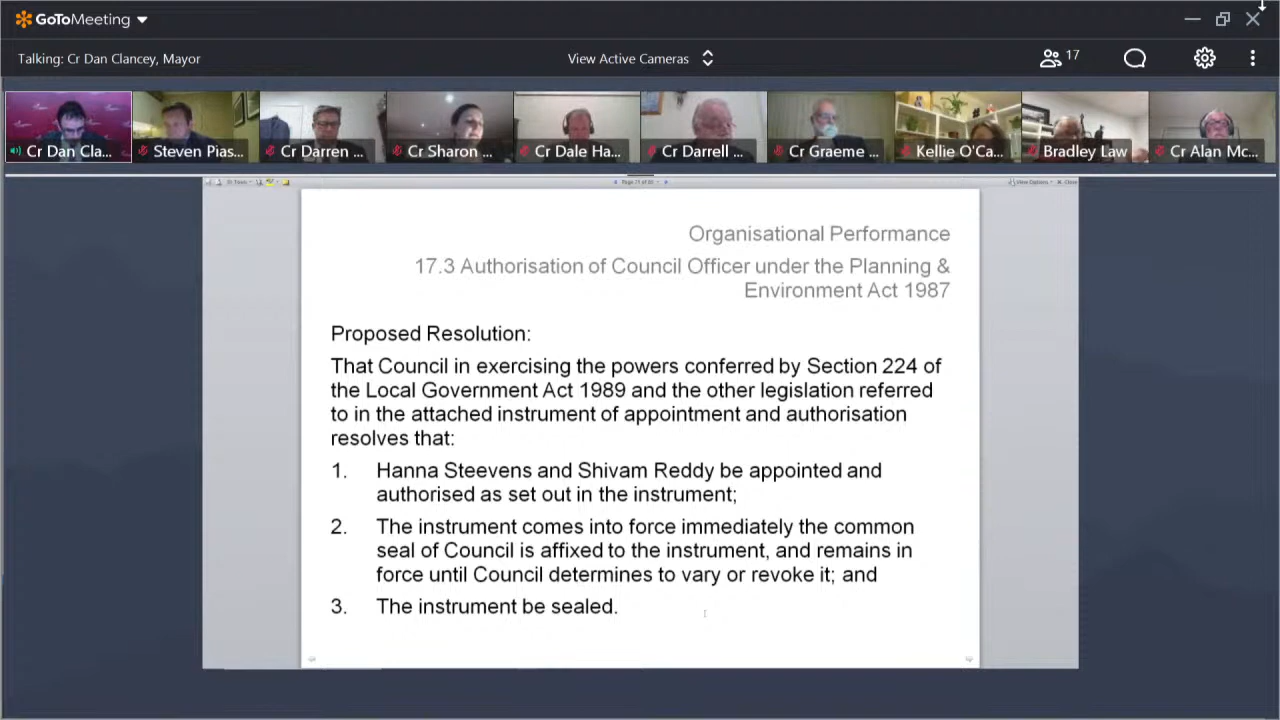 GoToMeeting
Talking: Cr Dan Clancey, Mayor
View Active Cameras
17
Cr Dan Cla...
Steven Pias...
Cr Darren ...
Cr Sharon ...
Cr Dale Ha...
Cr Darrell ...
Cr Graeme ...
Kellie O'Ca...
Bradley Law
Cr Alan Mc...
View Options
Close
Organisational Performance
17.3 Authorisation of Council Officer under the Planning &
Environment Act 1987
Proposed Resolution:
That Council in exercising the powers conferred by Section 224 of
the Local Government Act 1989 and the other legislation referred
to in the attached instrument of appointment and authorisation
resolves that:
1. Hanna Steevens and Shivam Reddy be appointed and
authorised as set out in the instrument;
2. The instrument comes into force immediately the common
seal of Council is affixed to the instrument, and remains in
force until Council determines to vary or revoke it; and
3. The instrument be sealed.